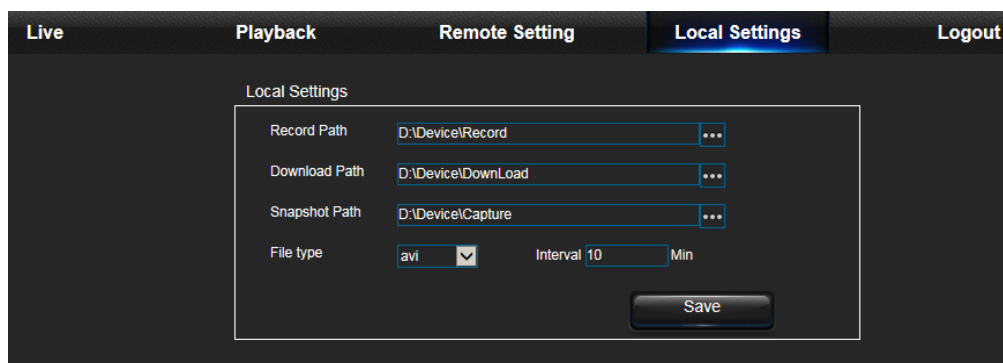 Live Playback Remote Setting Local Settings Logout
Local Settings
Record Path D:\Device\Record ...
Download Path D:\Device\DownLoad ...
Snapshot Path D:\Device\Capture ...
File type avi Interval 10 Min
Save